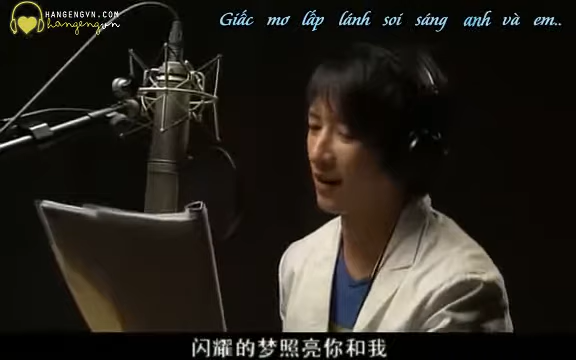 HANGENGVN.COM
hangengvn
Giấc mơ lấp lánh soi sáng anh và em..
闪耀的梦照亮你和我